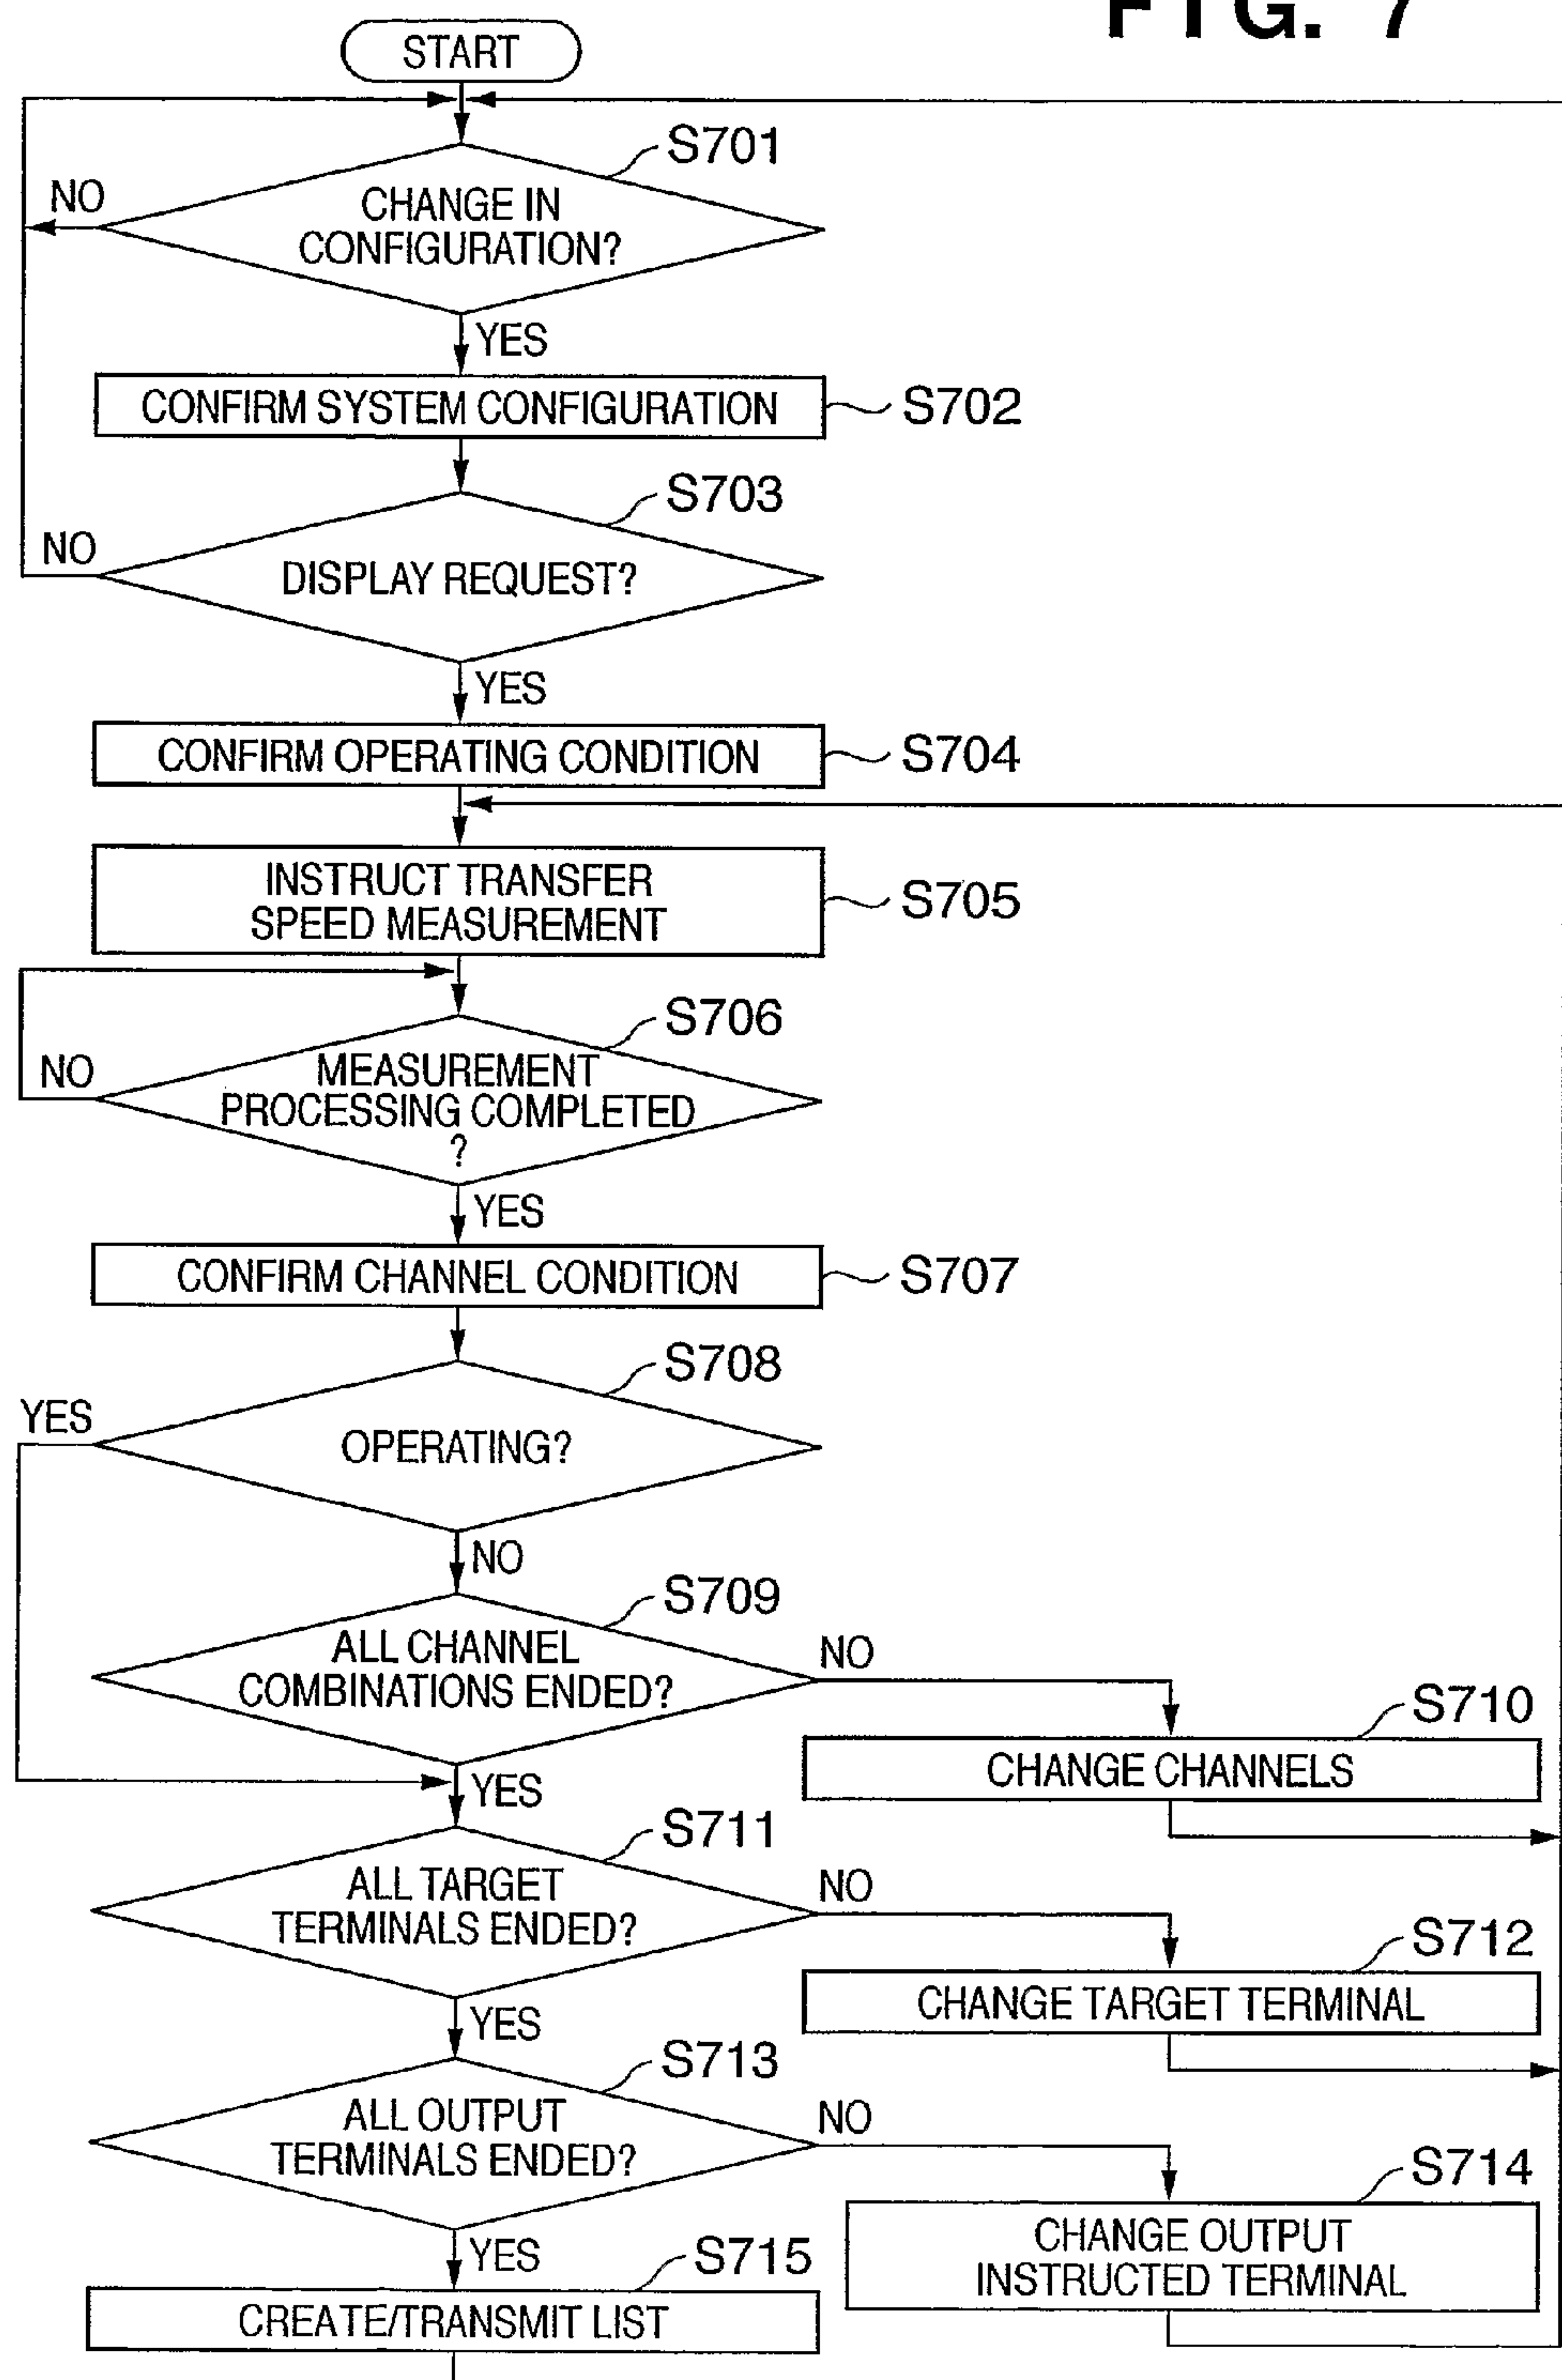 FIG. 7
START
S701
NO
CHANGE IN
CONFIGURATION?
YES
CONFIRM SYSTEM CONFIGURATION
S702
S703
NO
DISPLAY REQUEST?
YES
CONFIRM OPERATING CONDITION
S704
INSTRUCT TRANSFER
SPEED MEASUREMENT
S705
S706
NO
MEASUREMENT
PROCESSING COMPLETED
?
YES
CONFIRM CHANNEL CONDITION
S707
S708
YES
OPERATING?
NO
S709
ALL CHANNEL
COMBINATIONS ENDED?
NO
S710
CHANGE CHANNELS
YES
S711
ALL TARGET
TERMINALS ENDED?
NO
S712
CHANGE TARGET TERMINAL
YES
S713
ALL OUTPUT
TERMINALS ENDED?
NO
S714
CHANGE OUTPUT
INSTRUCTED TERMINAL
YES
S715
CREATE/TRANSMIT LIST